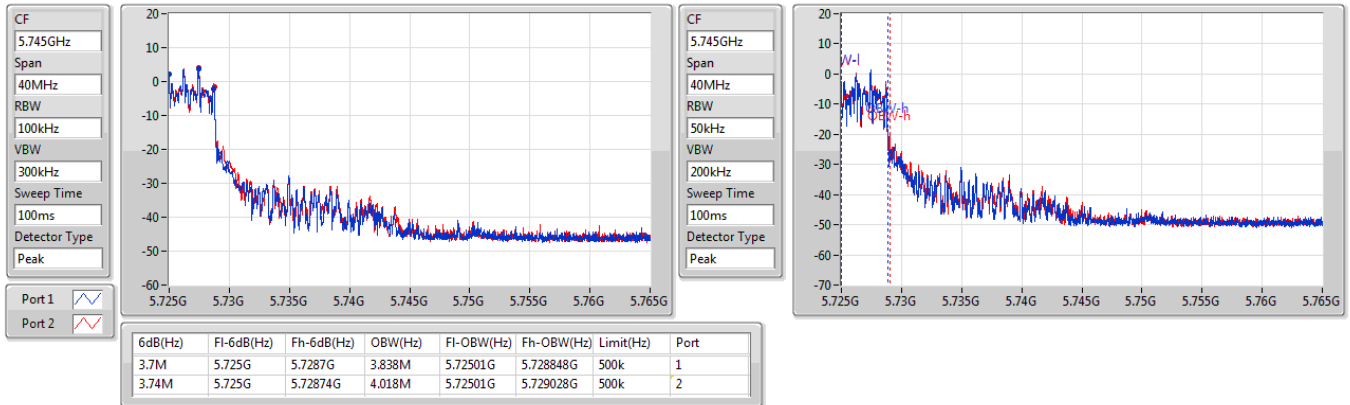 CF
5.745GHz
Span
40MHz
RBW
100kHz
VBW
300kHz
Sweep Time
100ms
Detector Type
Peak
Port 1
Port 2
20
10
0
-10
-20
-30
-40
-50
-60
5.725G 5.73G 5.735G 5.74G 5.745G 5.75G 5.755G 5.76G 5.765G
CF
5.745GHz
Span
40MHz
RBW
50kHz
VBW
200kHz
Sweep Time
100ms
Detector Type
Peak
20
10
0
-10
-20
-30
-40
-50
-60
-70
W-l
OBW-h
OBW-h
5.725G 5.73G 5.735G 5.74G 5.745G 5.75G 5.755G 5.76G 5.765G
6dB(Hz) Fl-6dB(Hz) Fh-6dB(Hz) OBW(Hz) Fl-OBW(Hz) Fh-OBW(Hz) Limit(Hz) Port
3.7M 5.725G 5.7287G 3.838M 5.72501G 5.728848G 500k 1
3.74M 5.725G 5.72874G 4.018M 5.72501G 5.729028G 500k 2